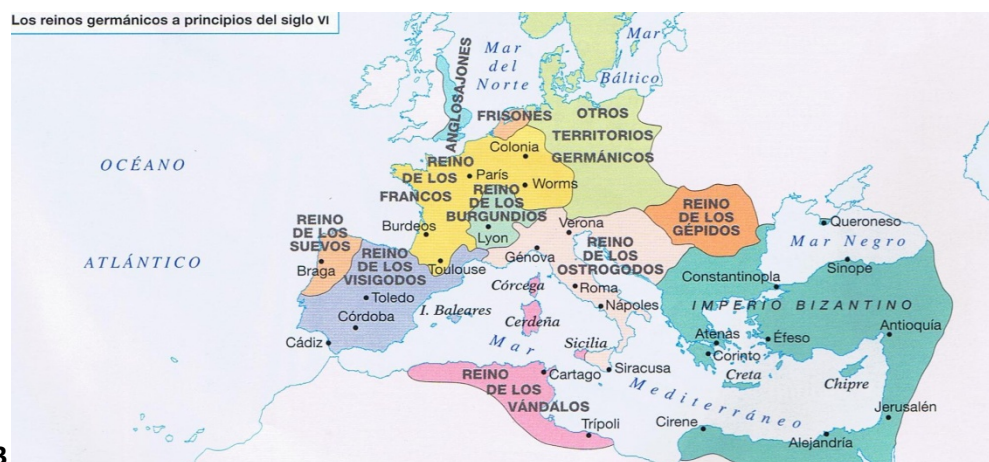 Los reinos germánicos a principios del siglo VI
Mar
del
Norte
Mar
Báltico
ANGLOSAJONES
FRISONES
OTROS
TERRITORIOS
GERMÁNICOS
OCÉANO
ATLÁNTICO
Colonia
REINO
DE LOS
FRANCOS
París
Worms
REINO
DE LOS
BURGUNDIOS
Lyon
Burdeos
Toulouse
REINO
DE LOS
SUEVOS
Braga
REINO
DE LOS
VISIGODOS
Toledo
Córdoba
Cádiz
I. Baleares
Verona
Génova
REINO
DE LOS
OSTROGODOS
Córcega
Roma
Nápoles
Cerdeña
Sicilia
Siracusa
REINO
DE LOS
GÉPIDOS
Queroneso
Mar Negro
Constantinopla
Sinope
IMPERIO BIZANTINO
Atenas
Éfeso
Corinto
Creta
Antioquía
Chipre
Jerusalén
Mar
Mediterráneo
REINO
DE LOS
VÁNDALOS
Cartago
Trípoli
Cirene
Alejandría
B